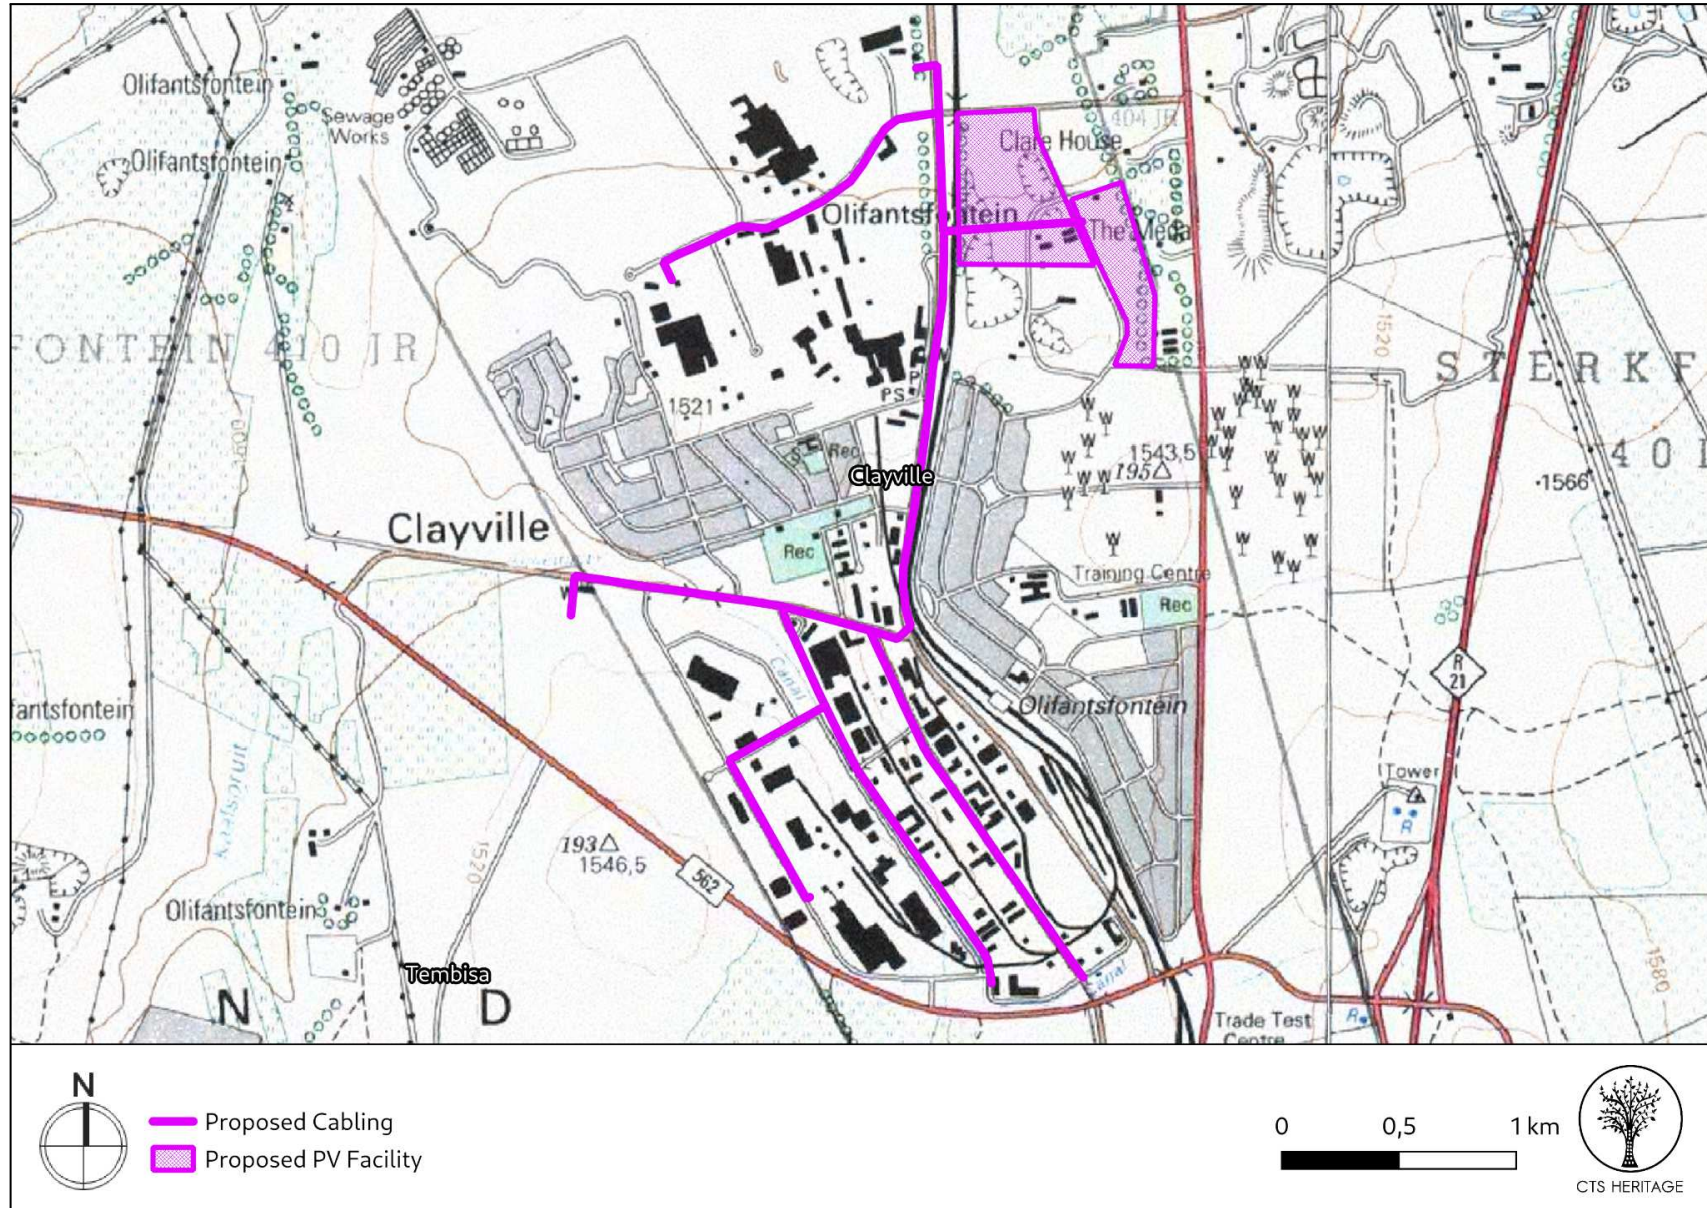 Olifantsfontein
Sewage
Works
Olifantsfontein
404 JR
Clare House
Olifantsfontein
FONTEIN 410 JR
1520
STERKF
1521
PS
S
Rec
Clayville
1543,5
195
401
1566
Clayville
Rec
Training Centre
Rec
W
Canal
R
21
Olifantsfontein
fantsfontein
Kaalspruit
Tower
R
193
1546,5
1520
562
Olifantsfontein
Tembisa
N D
Canal
1580
Trade Test
Centre
R
N
Proposed Cabling
Proposed PV Facility
0 0,5 1 km
CTS HERITAGE